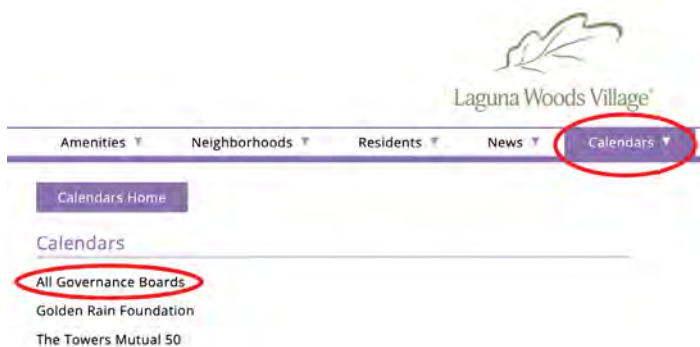 Laguna Woods Village®
Amenities Neighborhoods Residents News Calendars
Calendars Home
Calendars
All Governance Boards
Golden Rain Foundation
The Towers Mutual 50